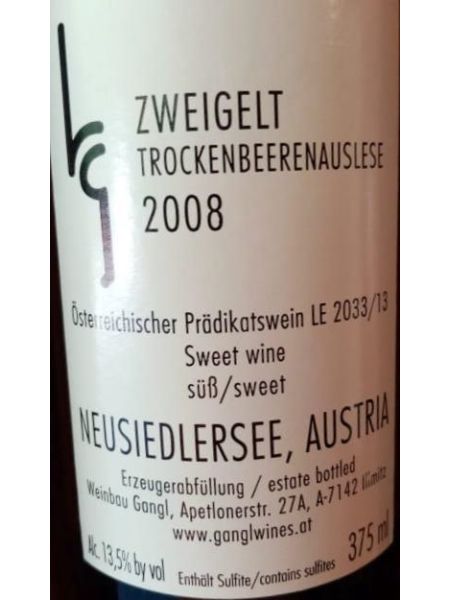 ZWEIGELT
TROCKENBEERENAUSLESE
2008
Österreichischer Prädikatswein LE 2033/13
Sweet wine
süß/sweet
NEUSIEDLERSEE, AUSTRIA
Erzeugerabfüllung / estate bottled
Weinbau Gangl, Apetlonerstr. 27A, A-7142 Illmitz
www.ganglwines.at
Alc. 13,5% by vol
Enthält Sulfite/contains sulfites
375 ml